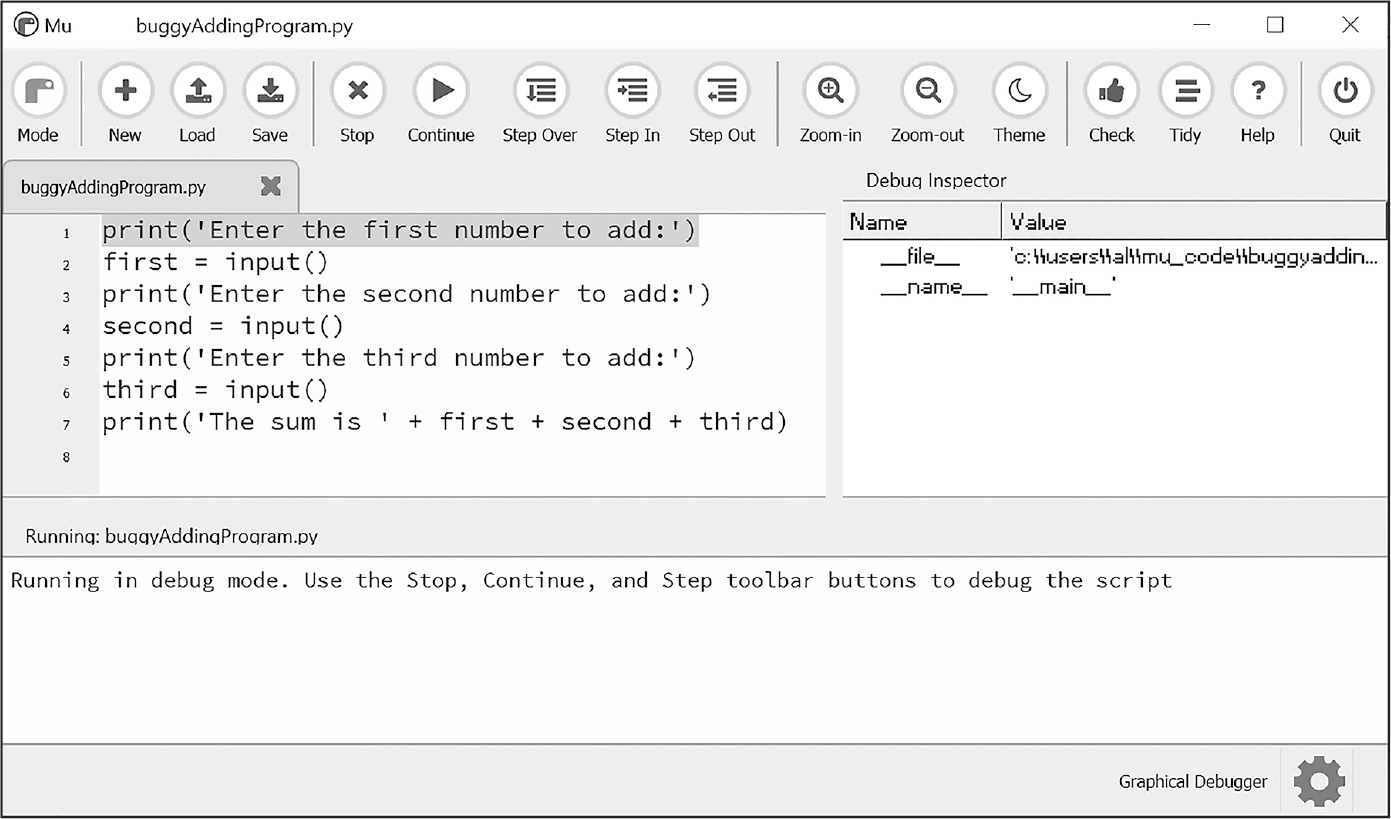 Mu buggyAddingProgram.py
Mode New Load Save Stop Continue Step Over Step In Step Out Zoom-in Zoom-out Theme Check Tidy Help Quit
buggyAddingProgram.py
Debug Inspector
Name Value
__file__ 'c:\\users\\al\\mu_code\\buggyaddin...
__name__ '__main__'
1 print('Enter the first number to add:')
2 first = input()
3 print('Enter the second number to add:')
4 second = input()
5 print('Enter the third number to add:')
6 third = input()
7 print('The sum is ' + first + second + third)
8
Running: buggyAddingProgram.py
Running in debug mode. Use the Stop, Continue, and Step toolbar buttons to debug the script
Graphical Debugger